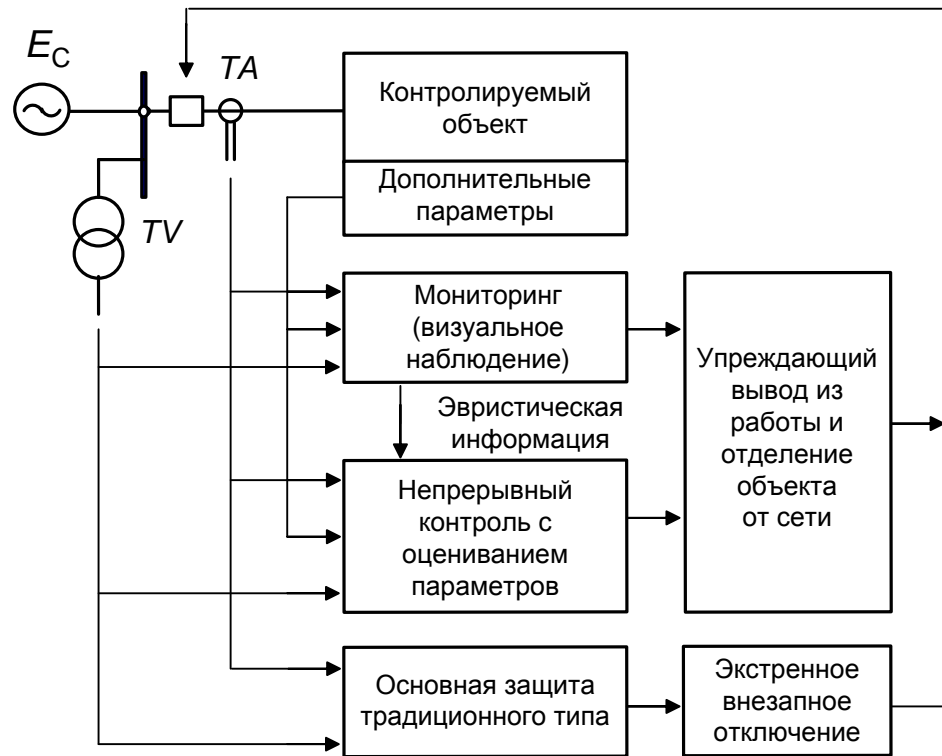 EС
TA
TV
Контролируемый
объект
Дополнительные
параметры
Мониторинг
(визуальное
наблюдение)
Эвристическая
информация
Непрерывный
контроль с
оцениванием
параметров
Упреждающий
вывод из
работы и
отделение
объекта
от сети
Основная защита
традиционного типа
Экстренное
внезапное
отключение